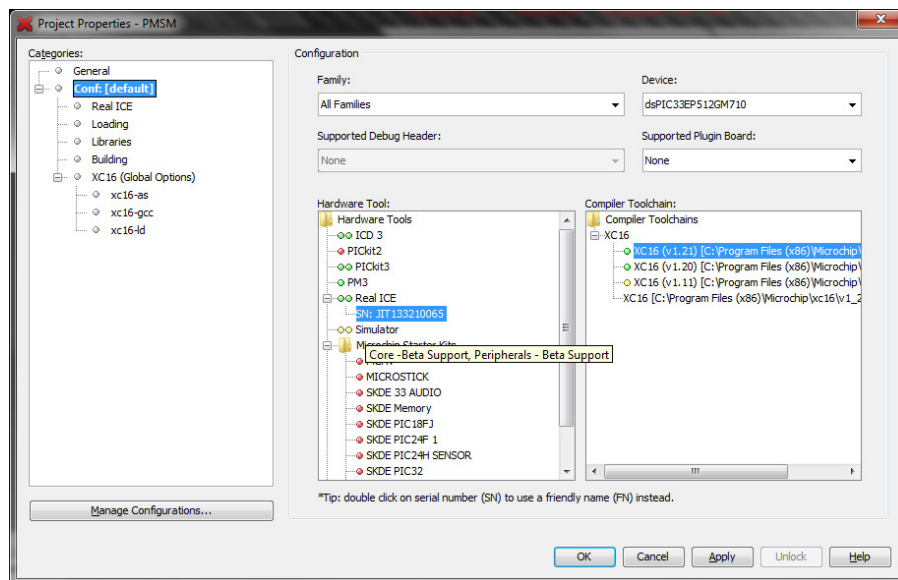 Project Properties - PMSM
Categories:
General
Conf: [default]
Real ICE
Loading
Libraries
Building
XC16 (Global Options)
xc16-as
xc16-gcc
xc16-ld
Manage Configurations...
Configuration
Family:
Device:
All Families
dsPIC33EP512GM710
Supported Debug Header:
Supported Plugin Board:
None
None
Hardware Tool:
Hardware Tools
ICD 3
PICkit2
PICkit3
PM3
Real ICE
SN: JIT133210065
Simulator
Microchip Starter Kits
Core -Beta Support, Peripherals - Beta Support
MICROSTICK
SKDE 33 AUDIO
SKDE Memory
SKDE PIC18FJ
SKDE PIC24F 1
SKDE PIC24H SENSOR
SKDE PIC32
Compiler Toolchain:
Compiler Toolchains
XC16
XC16 (v1.21) [C:\Program Files (x86)\Microchip\
XC16 (v1.20) [C:\Program Files (x86)\Microchip\
XC16 (v1.11) [C:\Program Files (x86)\Microchip\
XC16 [C:\Program Files (x86)\Microchip\xc16\v1_2
*Tip: double click on serial number (SN) to use a friendly name (FN) instead.
OK
Cancel
Apply
Unlock
Help